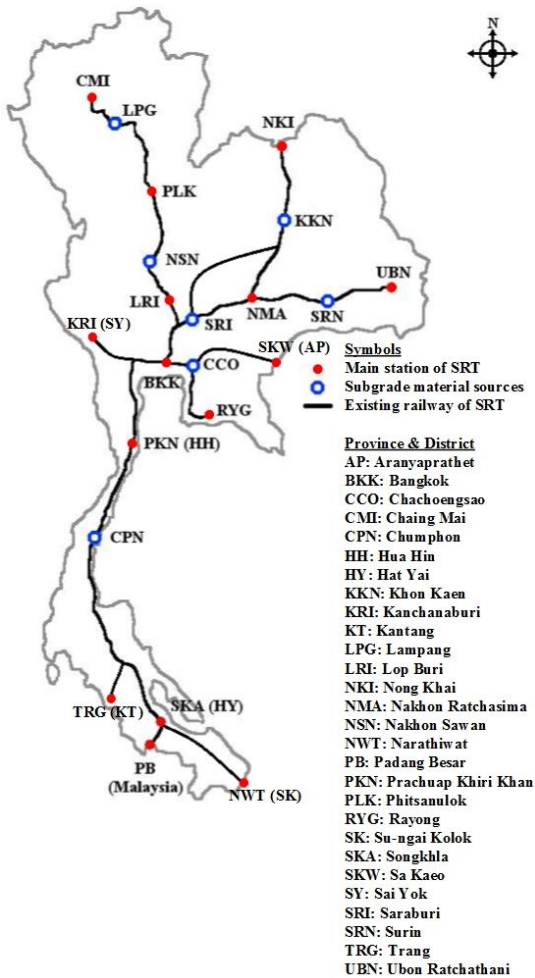 N
CMI
LPG
NKI
PLK
KKN
NSN
UBN
LRI
SRI
NMA
SRN
KRI (SY)
SKW (AP)
BKK
CCO
RYG
PKN (HH)
CPN
TRG (KT)
SKA (HY)
PB
(Malaysia)
NWT (SK)
Symbols
Main station of SRT
Subgrade material sources
Existing railway of SRT
Province & District
AP: Aranyaprathet
BKK: Bangkok
CCO: Chachoengsao
CMI: Chaing Mai
CPN: Chumphon
HH: Hua Hin
HY: Hat Yai
KKN: Khon Kaen
KRI: Kanchanaburi
KT: Kantang
LPG: Lampang
LRI: Lop Buri
NKI: Nong Khai
NMA: Nakhon Ratchasima
NSN: Nakhon Sawan
NWT: Narathiwat
PB: Padang Besar
PKN: Prachuap Khiri Khan
PLK: Phitsanulok
RYG: Rayong
SK: Su-ngai Kolok
SKA: Songkhla
SKW: Sa Kaeo
SY: Sai Yok
SRI: Saraburi
SRN: Surin
TRG: Trang
UBN: Ubon Ratchathani